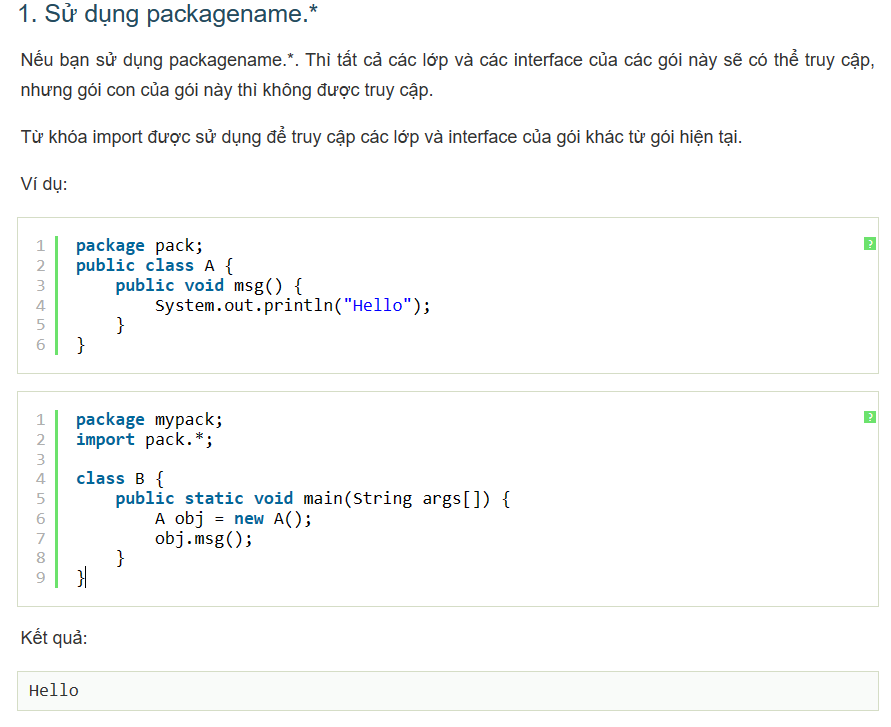 1. Sử dụng packagename.*
Nếu bạn sử dụng packagename.*. Thì tất cả các lớp và các interface của các gói này sẽ có thể truy cập,
nhưng gói con của gói này thì không được truy cập.
Từ khóa import được sử dụng để truy cập các lớp và interface của gói khác từ gói hiện tại.
Ví dụ:
?
1 package pack;
2 public class A {
3     public void msg() {
4         System.out.println("Hello");
5     }
6 }
?
1 package mypack;
2 import pack.*;
3
4 class B {
5     public static void main(String args[]) {
6         A obj = new A();
7         obj.msg();
8     }
9 }
Kết quả:
Hello